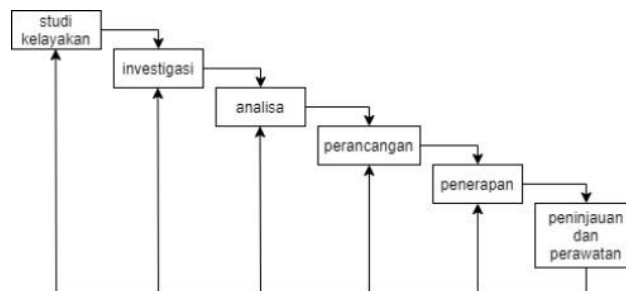 studi
kelayakan
investigasi
analisa
perancangan
penerapan
peninjauan
dan
perawatan